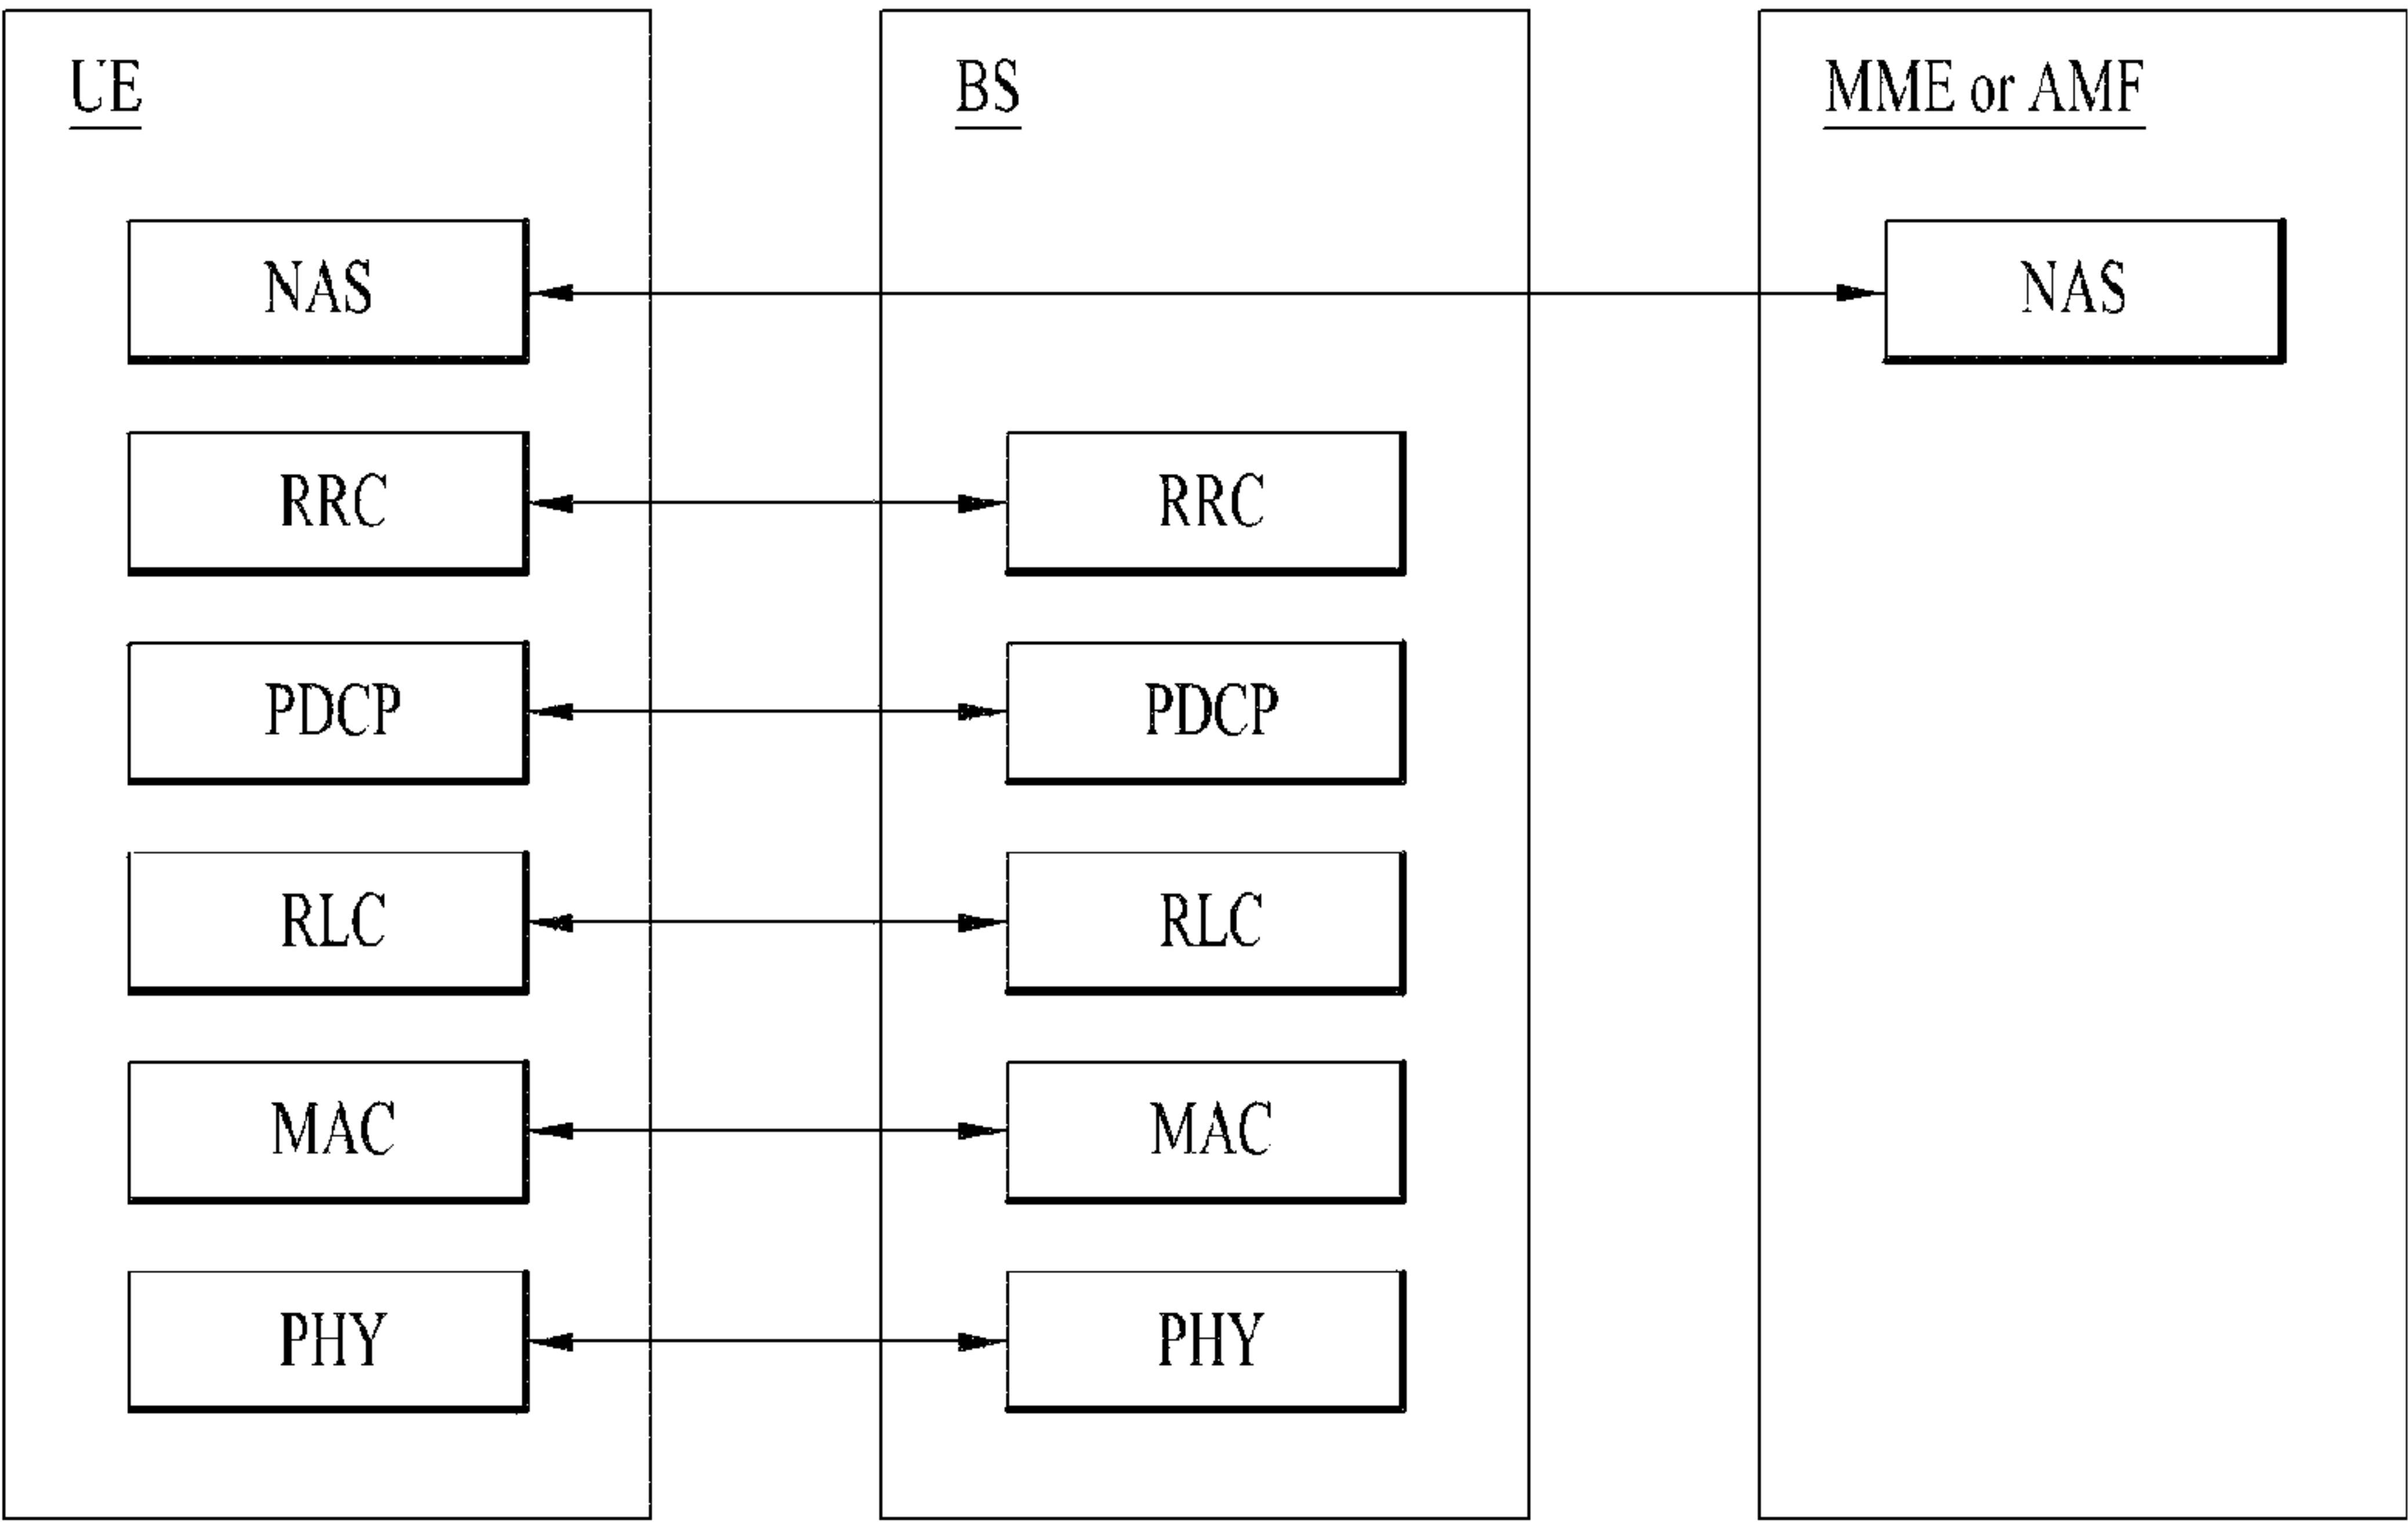 UE
BS
MME or AMF
NAS
NAS
RRC
RRC
PDCP
PDCP
RLC
RLC
MAC
MAC
PHY
PHY